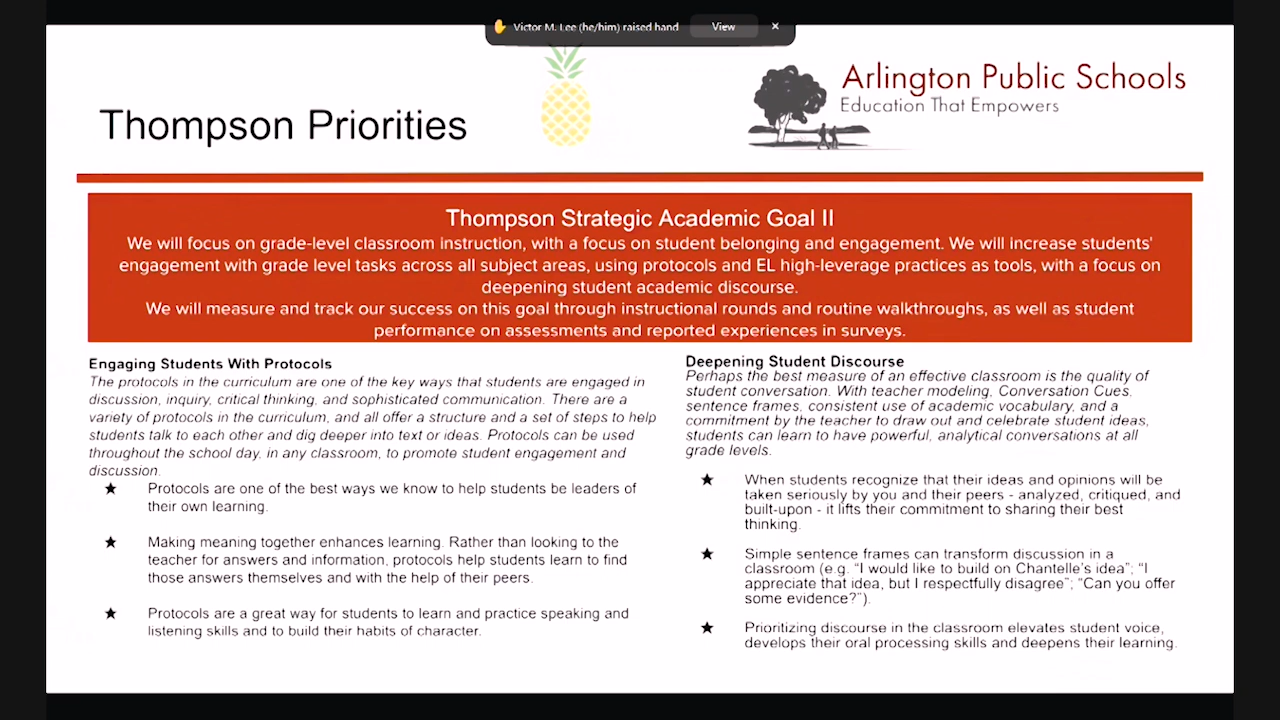 Victor M. Lee (he/him) raised hand
View
Arlington Public Schools
Education That Empowers
Thompson Priorities
Thompson Strategic Academic Goal II
We will focus on grade-level classroom instruction, with a focus on student belonging and engagement. We will increase students'
engagement with grade level tasks across all subject areas, using protocols and EL high-leverage practices as tools, with a focus on
deepening student academic discourse.
We will measure and track our success on this goal through instructional rounds and routine walkthroughs, as well as student
performance on assessments and reported experiences in surveys.
Engaging Students With Protocols
The protocols in the curriculum are one of the key ways that students are engaged in
discussion, inquiry, critical thinking, and sophisticated communication. There are a
variety of protocols in the curriculum, and all offer a structure and a set of steps to help
students talk to each other and dig deeper into text or ideas. Protocols can be used
throughout the school day, in any classroom, to promote student engagement and
discussion.
★ Protocols are one of the best ways we know to help students be leaders of
their own learning.
★ Making meaning together enhances learning. Rather than looking to the
teacher for answers and information, protocols help students learn to find
those answers themselves and with the help of their peers.
★ Protocols are a great way for students to learn and practice speaking and
listening skills and to build their habits of character.
Deepening Student Discourse
Perhaps the best measure of an effective classroom is the quality of
student conversation. With teacher modeling, Conversation Cues,
sentence frames, consistent use of academic vocabulary, and a
commitment by the teacher to draw out and celebrate student ideas,
students can learn to have powerful, analytical conversations at all
grade levels.
★ When students recognize that their ideas and opinions will be
taken seriously by you and their peers - analyzed, critiqued, and
built-upon - it lifts their commitment to sharing their best
thinking.
★ Simple sentence frames can transform discussion in a
classroom (e.g. “I would like to build on Chantelle’s idea”; “I
appreciate that idea, but I respectfully disagree”; “Can you offer
some evidence?”).
★ Prioritizing discourse in the classroom elevates student voice,
develops their oral processing skills and deepens their learning.